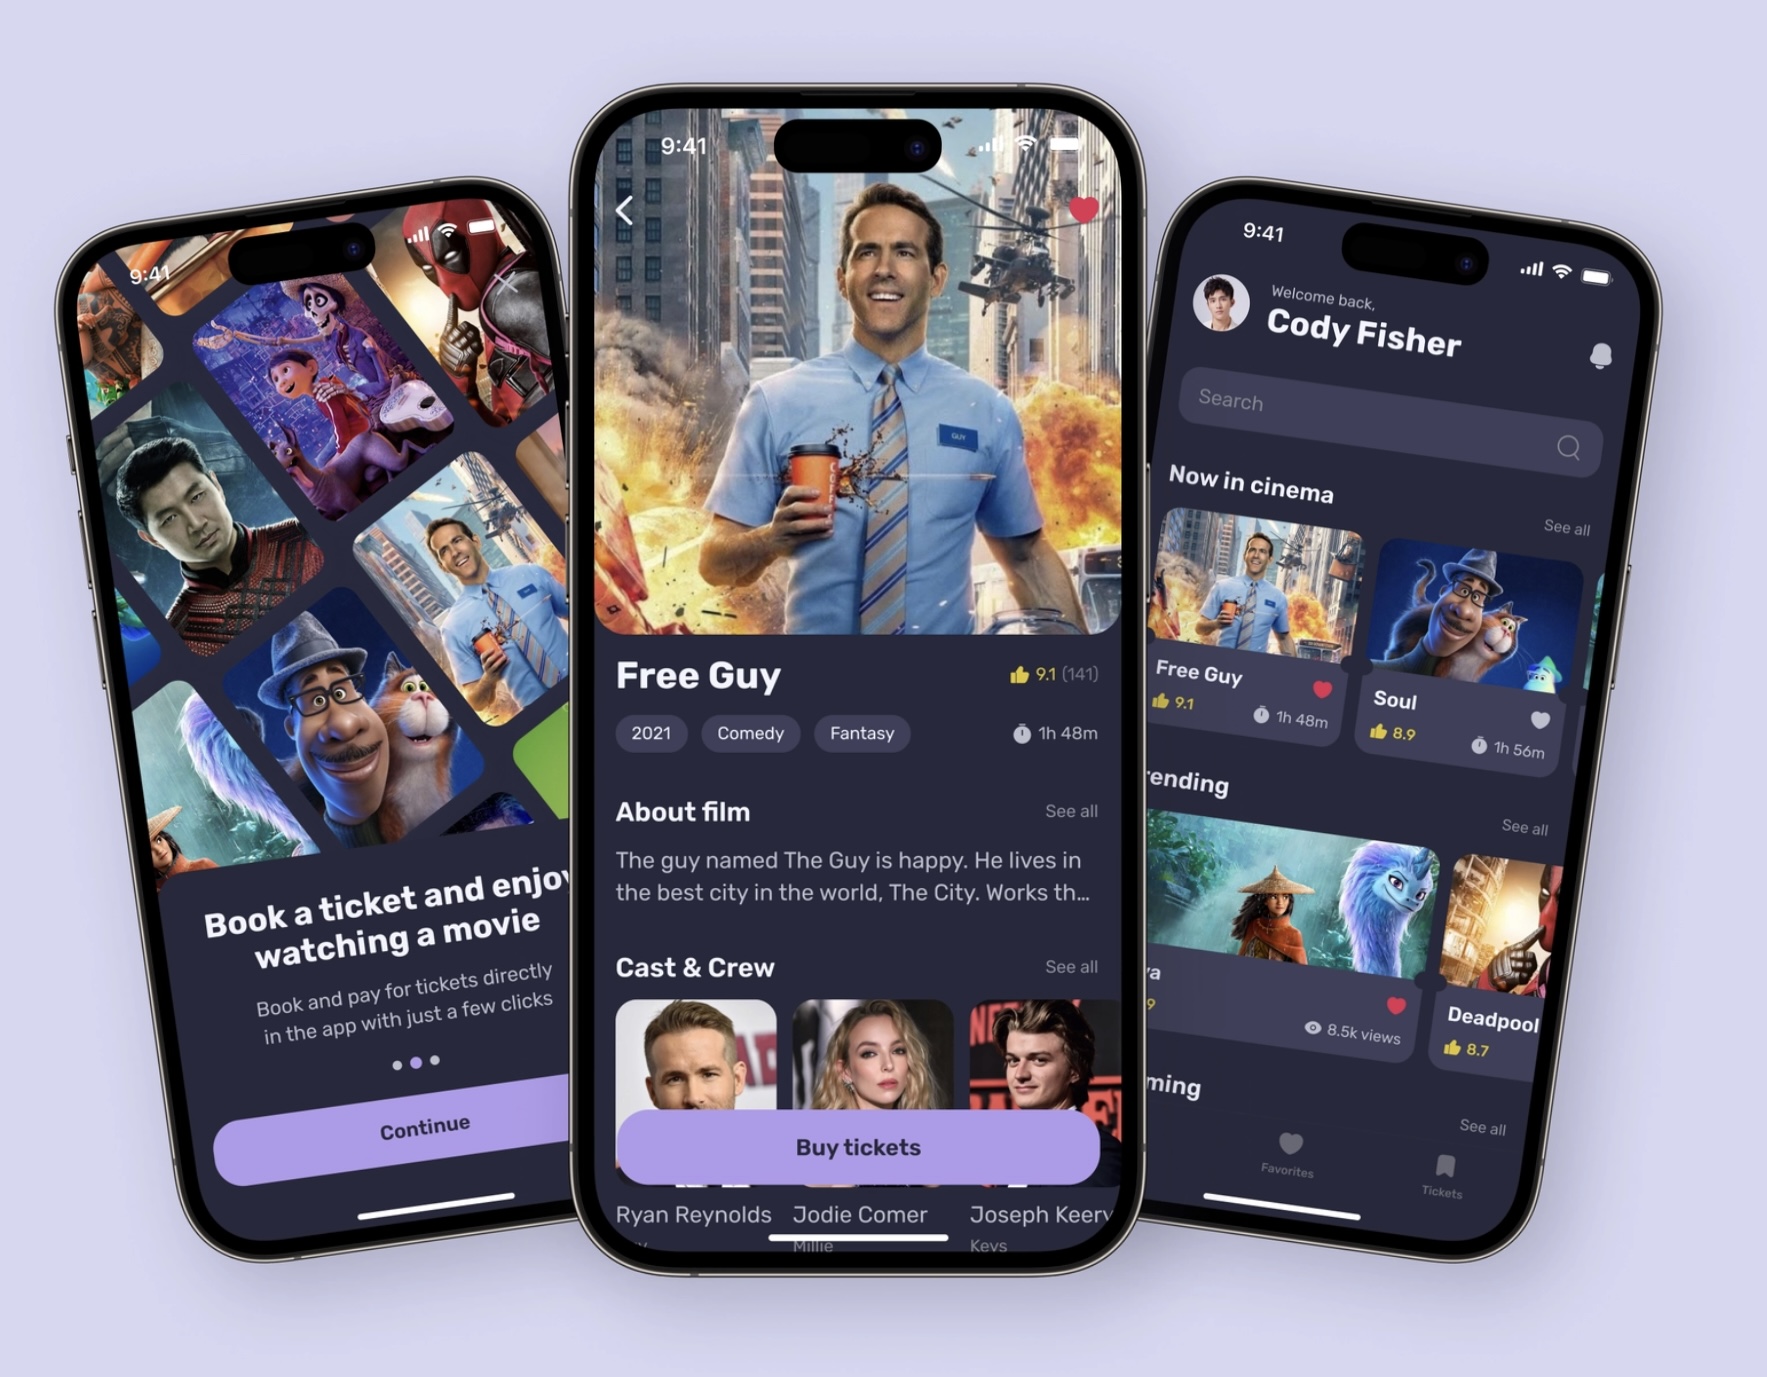 9:41
Book a ticket and enjoy
watching a movie
Book and pay for tickets directly
in the app with just a few clicks
Continue
9:41
GUY
COFFEE
Free Guy
9.1 (141)
2021
Comedy
Fantasy
1h 48m
About film
See all
The guy named The Guy is happy. He lives in
the best city in the world, The City. Works th...
Cast & Crew
See all
Buy tickets
Ryan Reynolds
Jodie Comer
Joseph Keery
Millie
Keys
9:41
Welcome back,
Cody Fisher
Search
Now in cinema
See all
Free Guy
9.1
1h 48m
Soul
8.9
1h 56m
rending
See all
ya
9
8.5k views
Deadpool
8.7
ming
See all
Favorites
Tickets